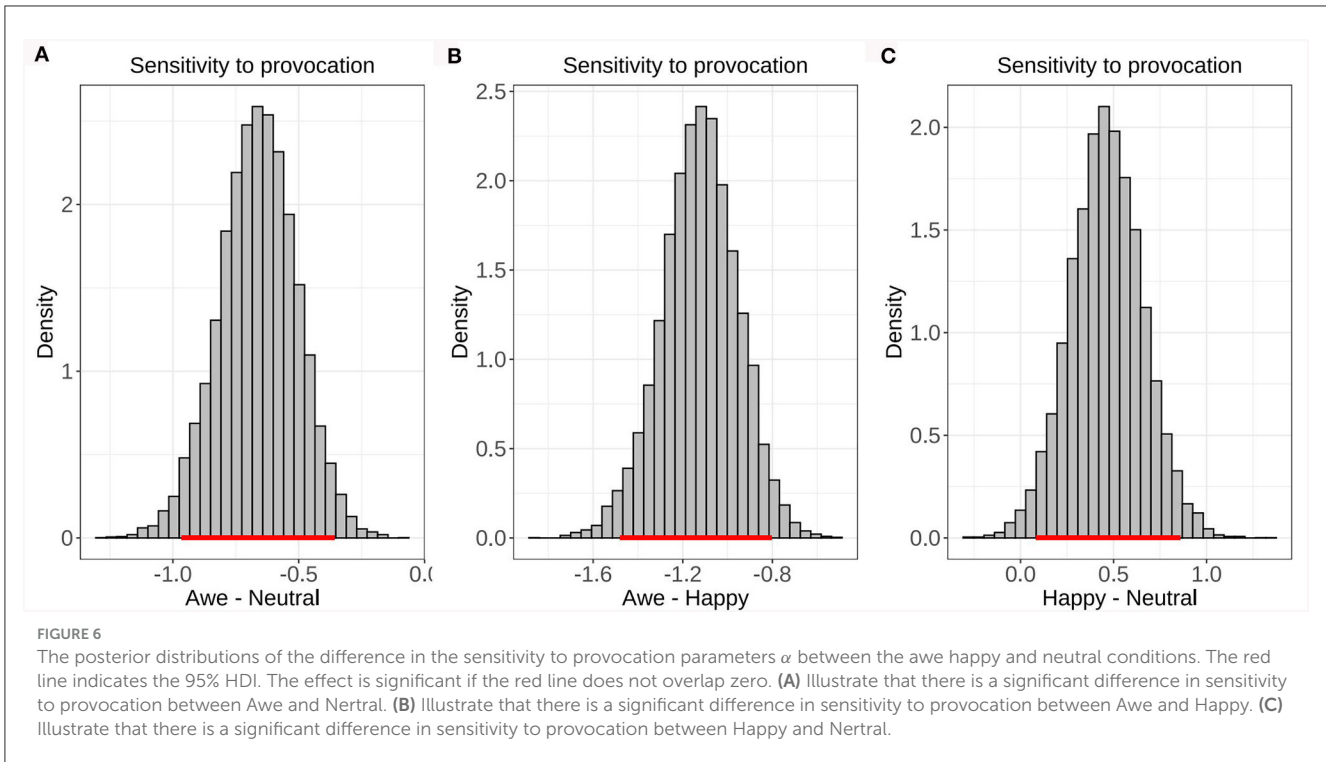 A
Sensitivity to provocation
Density
2
1
0
-1.0 -0.5 0.0
Awe - Neutral
B
Sensitivity to provocation
Density
2.5
2.0
1.5
1.0
0.5
0.0
-1.6 -1.2 -0.8
Awe - Happy
C
Sensitivity to provocation
Density
2.0
1.5
1.0
0.5
0.0
0.0 0.5 1.0
Happy - Neutral
FIGURE 6
The posterior distributions of the difference in the sensitivity to provocation parameters α between the awe happy and neutral conditions. The red
line indicates the 95% HDI. The effect is significant if the red line does not overlap zero. (A) Illustrate that there is a significant difference in sensitivity
to provocation between Awe and Nertral. (B) Illustrate that there is a significant difference in sensitivity to provocation between Awe and Happy. (C)
Illustrate that there is a significant difference in sensitivity to provocation between Happy and Nertral.